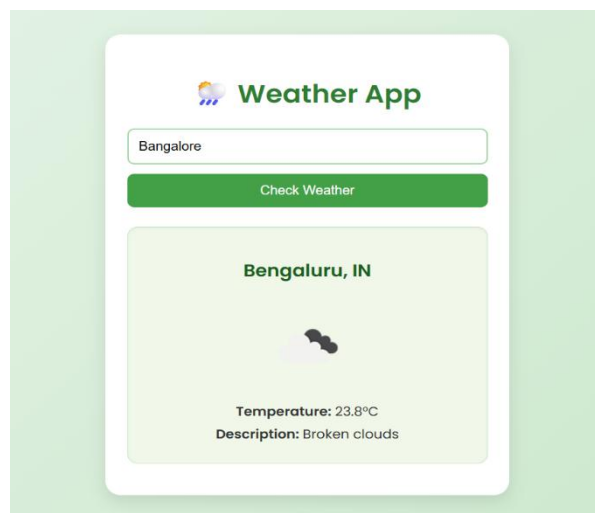 Weather App
Bangalore
Check Weather
Bengaluru, IN
Temperature: 23.8°C
Description: Broken clouds